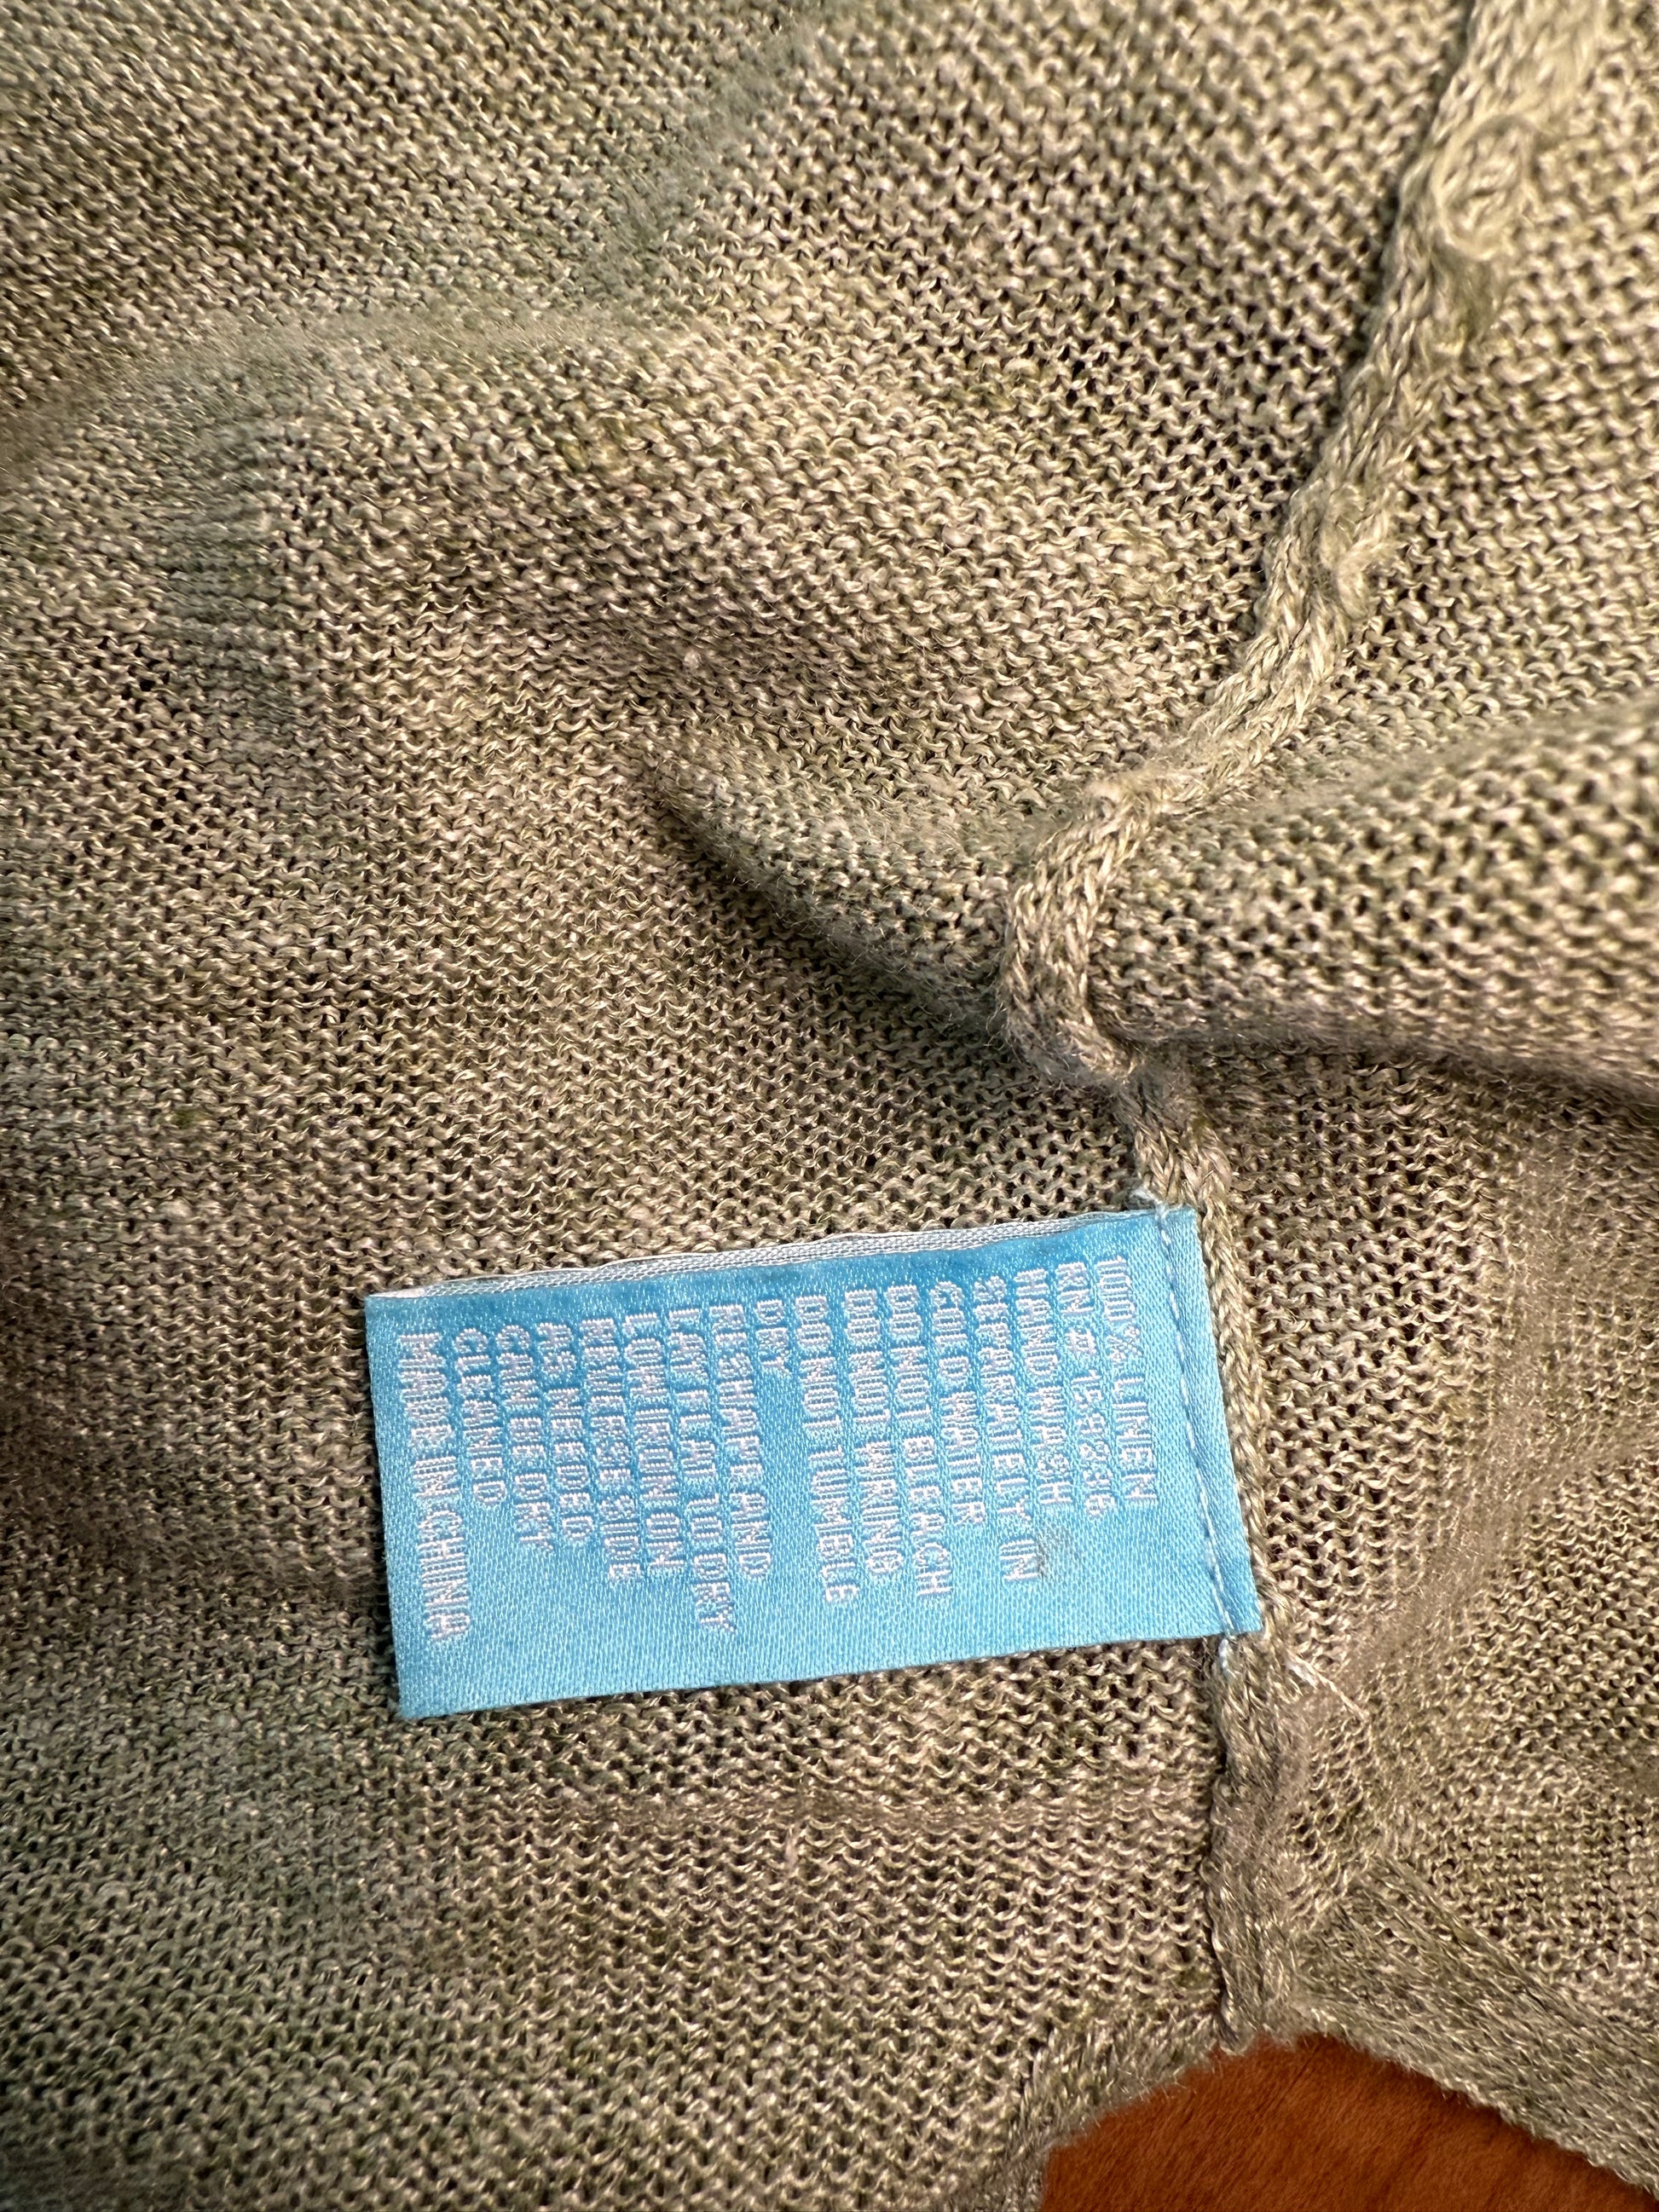 100% LINEN
HAND WASH
SEPARATELY IN
COLD WATER
DO NOT BLEACH
DO NOT WRING
DO NOT TUMBLE
DRY
RESHAPE AND
LAY FLAT TO DRY
LOW IRON ON
REVERSE SIDE
AS NEEDED
CAN BE DRY
CLEANED
MADE IN CHINA